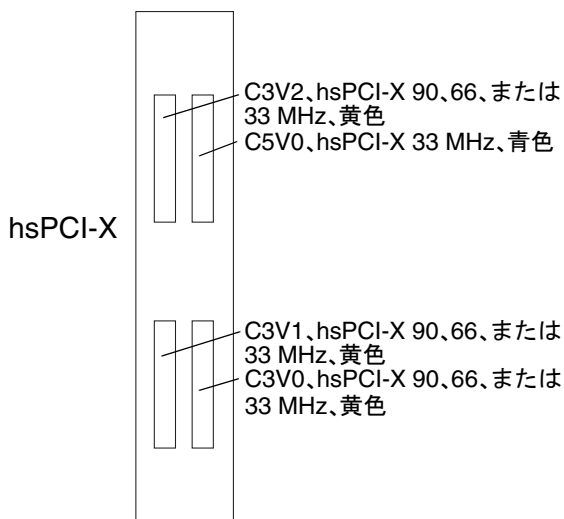 C3V2、hsPCI-X 90、66、または
33 MHz、黄色
C5V0、hsPCI-X 33 MHz、青色
hsPCI-X
C3V1、hsPCI-X 90、66、または
33 MHz、黄色
C3V0、hsPCI-X 90、66、または
33 MHz、黄色